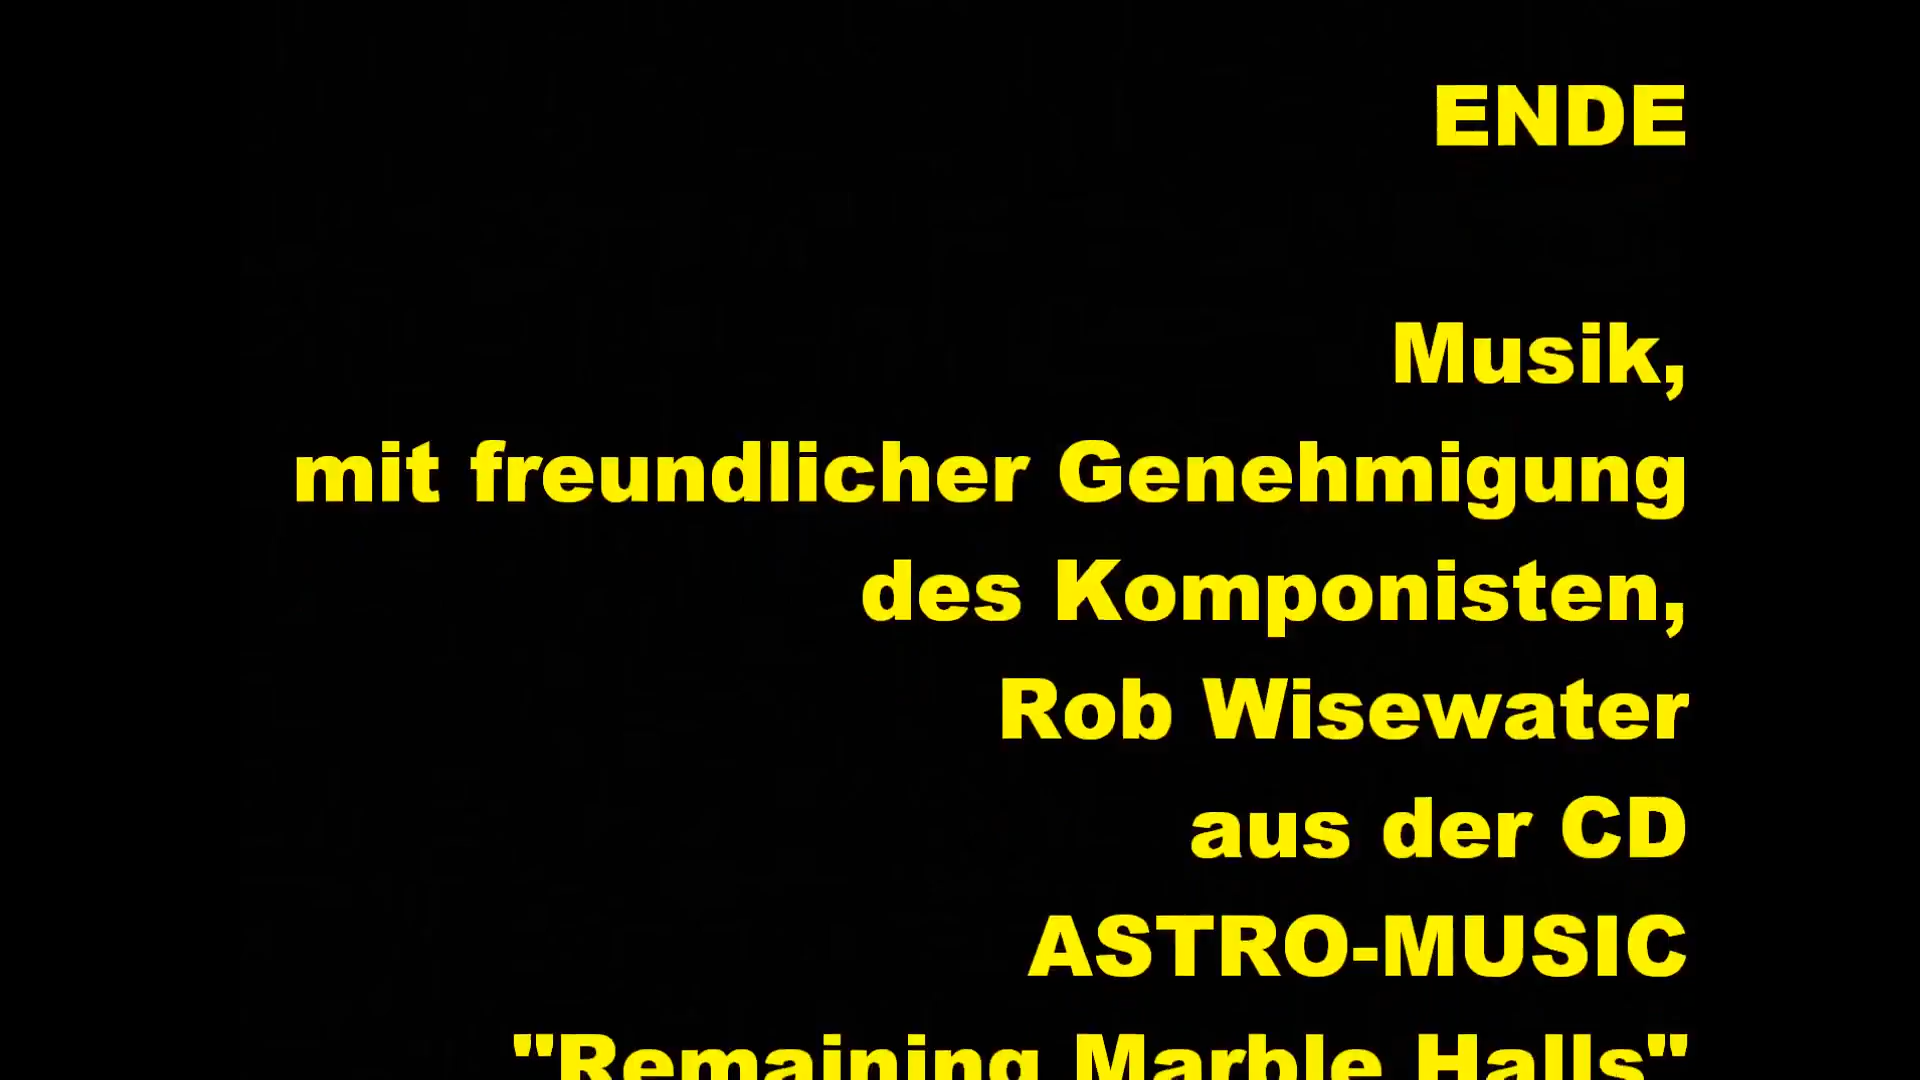 ENDE
Musik,
mit freundlicher Genehmigung
des Komponisten,
Rob Wisewater
aus der CD
ASTRO-MUSIC
"Remaining Marble Halls"